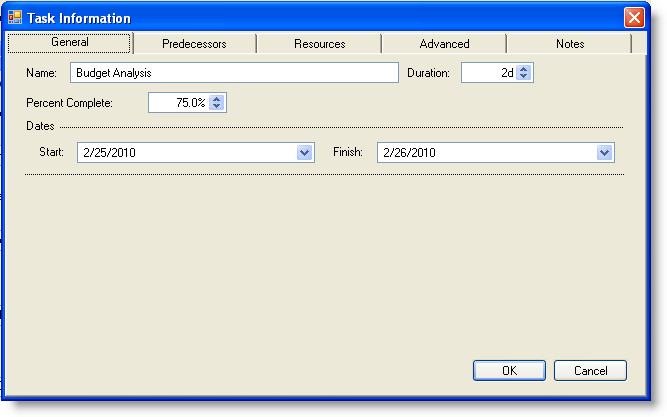 Task Information
General Predecessors Resources Advanced Notes
Name: Budget Analysis Duration: 2d
Percent Complete: 75.0%
Dates
Start: 2/25/2010 Finish: 2/26/2010
OK Cancel